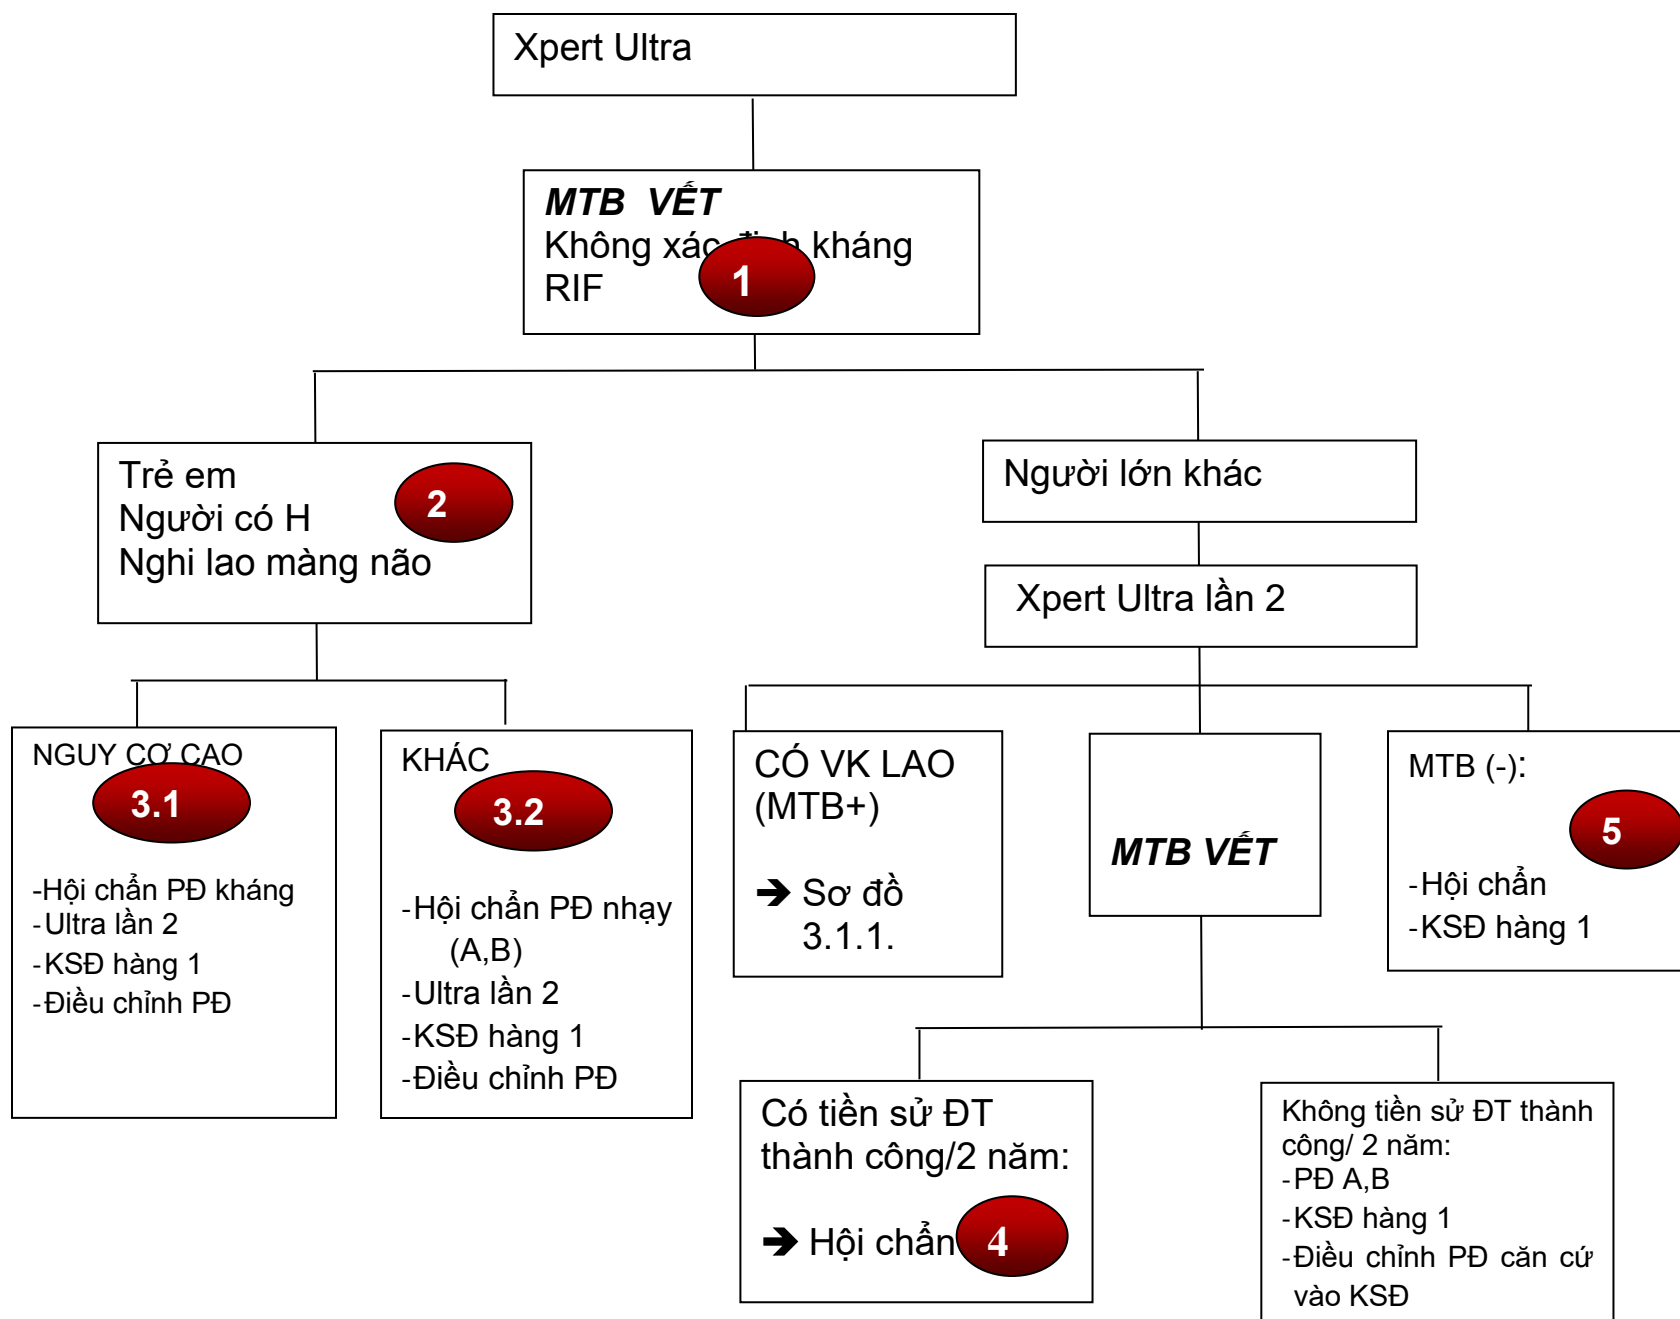 Xpert Ultra
MTB VẾT
Không xác định kháng
RIF
1
Trẻ em
Người có H
Nghi lao màng não
2
Người lớn khác
Xpert Ultra lần 2
NGUY CƠ CAO
3.1
-Hội chẩn PĐ kháng
-Ultra lần 2
-KSĐ hàng 1
-Điều chỉnh PĐ
KHÁC
3.2
-Hội chẩn PĐ nhạy
(A,B)
-Ultra lần 2
-KSĐ hàng 1
-Điều chỉnh PĐ
CÓ VK LAO
(MTB+)
➔ Sơ đồ
3.1.1.
MTB VẾT
MTB (-):
5
-Hội chẩn
-KSĐ hàng 1
Có tiền sử ĐT
thành công/2 năm:
➔ Hội chẩn
4
Không tiền sử ĐT thành
công/ 2 năm:
-PĐ A,B
-KSĐ hàng 1
-Điều chỉnh PĐ căn cứ
vào KSĐ